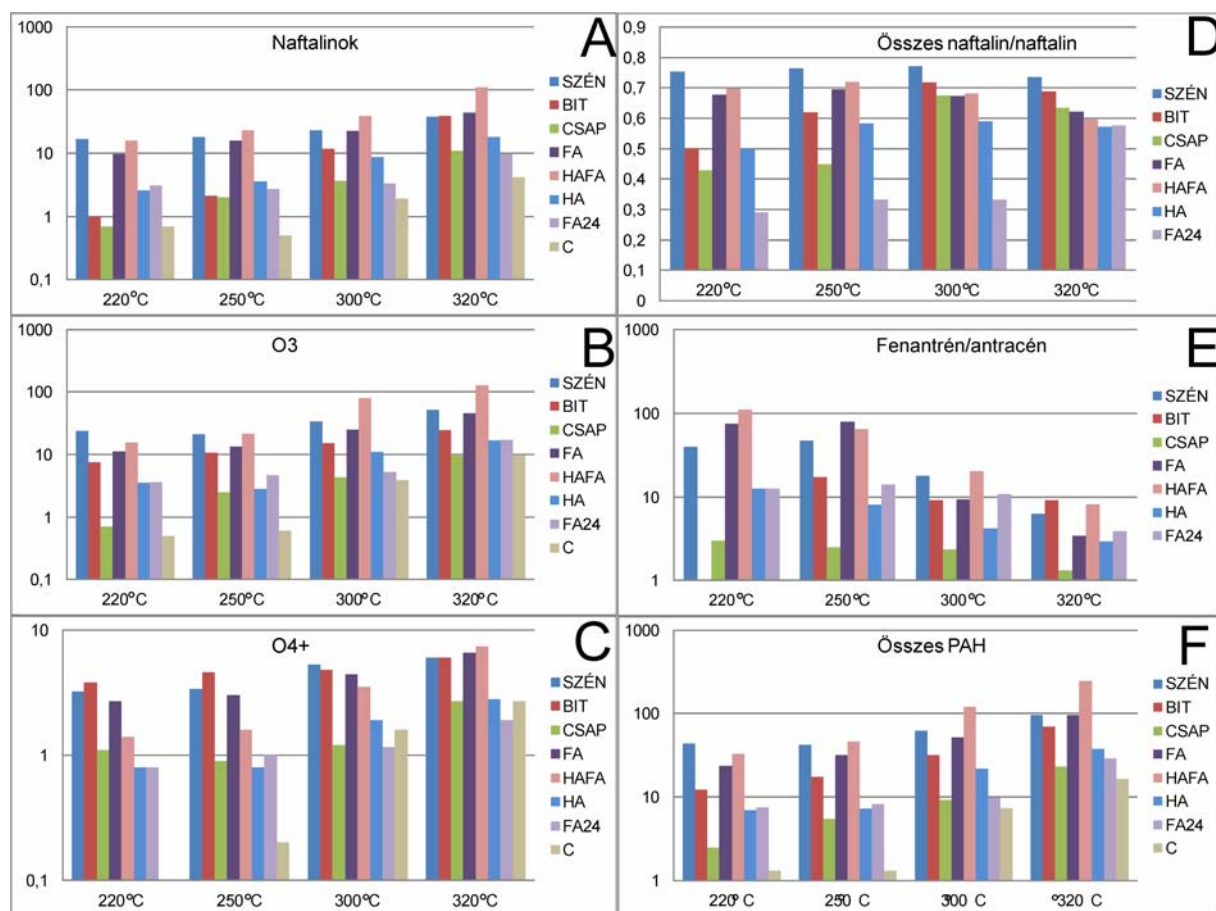 Naftalinok
A
1000
100
10
1
0,1
220°C 250°C 300°C 320°C
SZÉN
BIT
CSAP
FA
HAFA
HA
FA24
C
Összes naftalin/naftalin
D
0,9
0,8
0,7
0,6
0,5
0,4
0,3
0,2
0,1
0
220°C 250°C 300°C 320°C
SZÉN
BIT
CSAP
FA
HAFA
HA
FA24
O3
B
1000
100
10
1
0,1
220°C 250°C 300°C 320°C
SZÉN
BIT
CSAP
FA
HAFA
HA
FA24
C
Fenantrén/antracén
E
1000
100
10
1
220°C 250°C 300°C 320°C
SZÉN
BIT
CSAP
FA
HAFA
HA
FA24
O4+
C
10
1
0,1
220°C 250°C 300°C 320°C
SZÉN
BIT
CSAP
FA
HAFA
HA
FA24
C
Összes PAH
F
1000
100
10
1
220° C 250 C °300 C °320 C
SZÉN
BIT
CSAP
FA
HAFA
HA
FA24
C